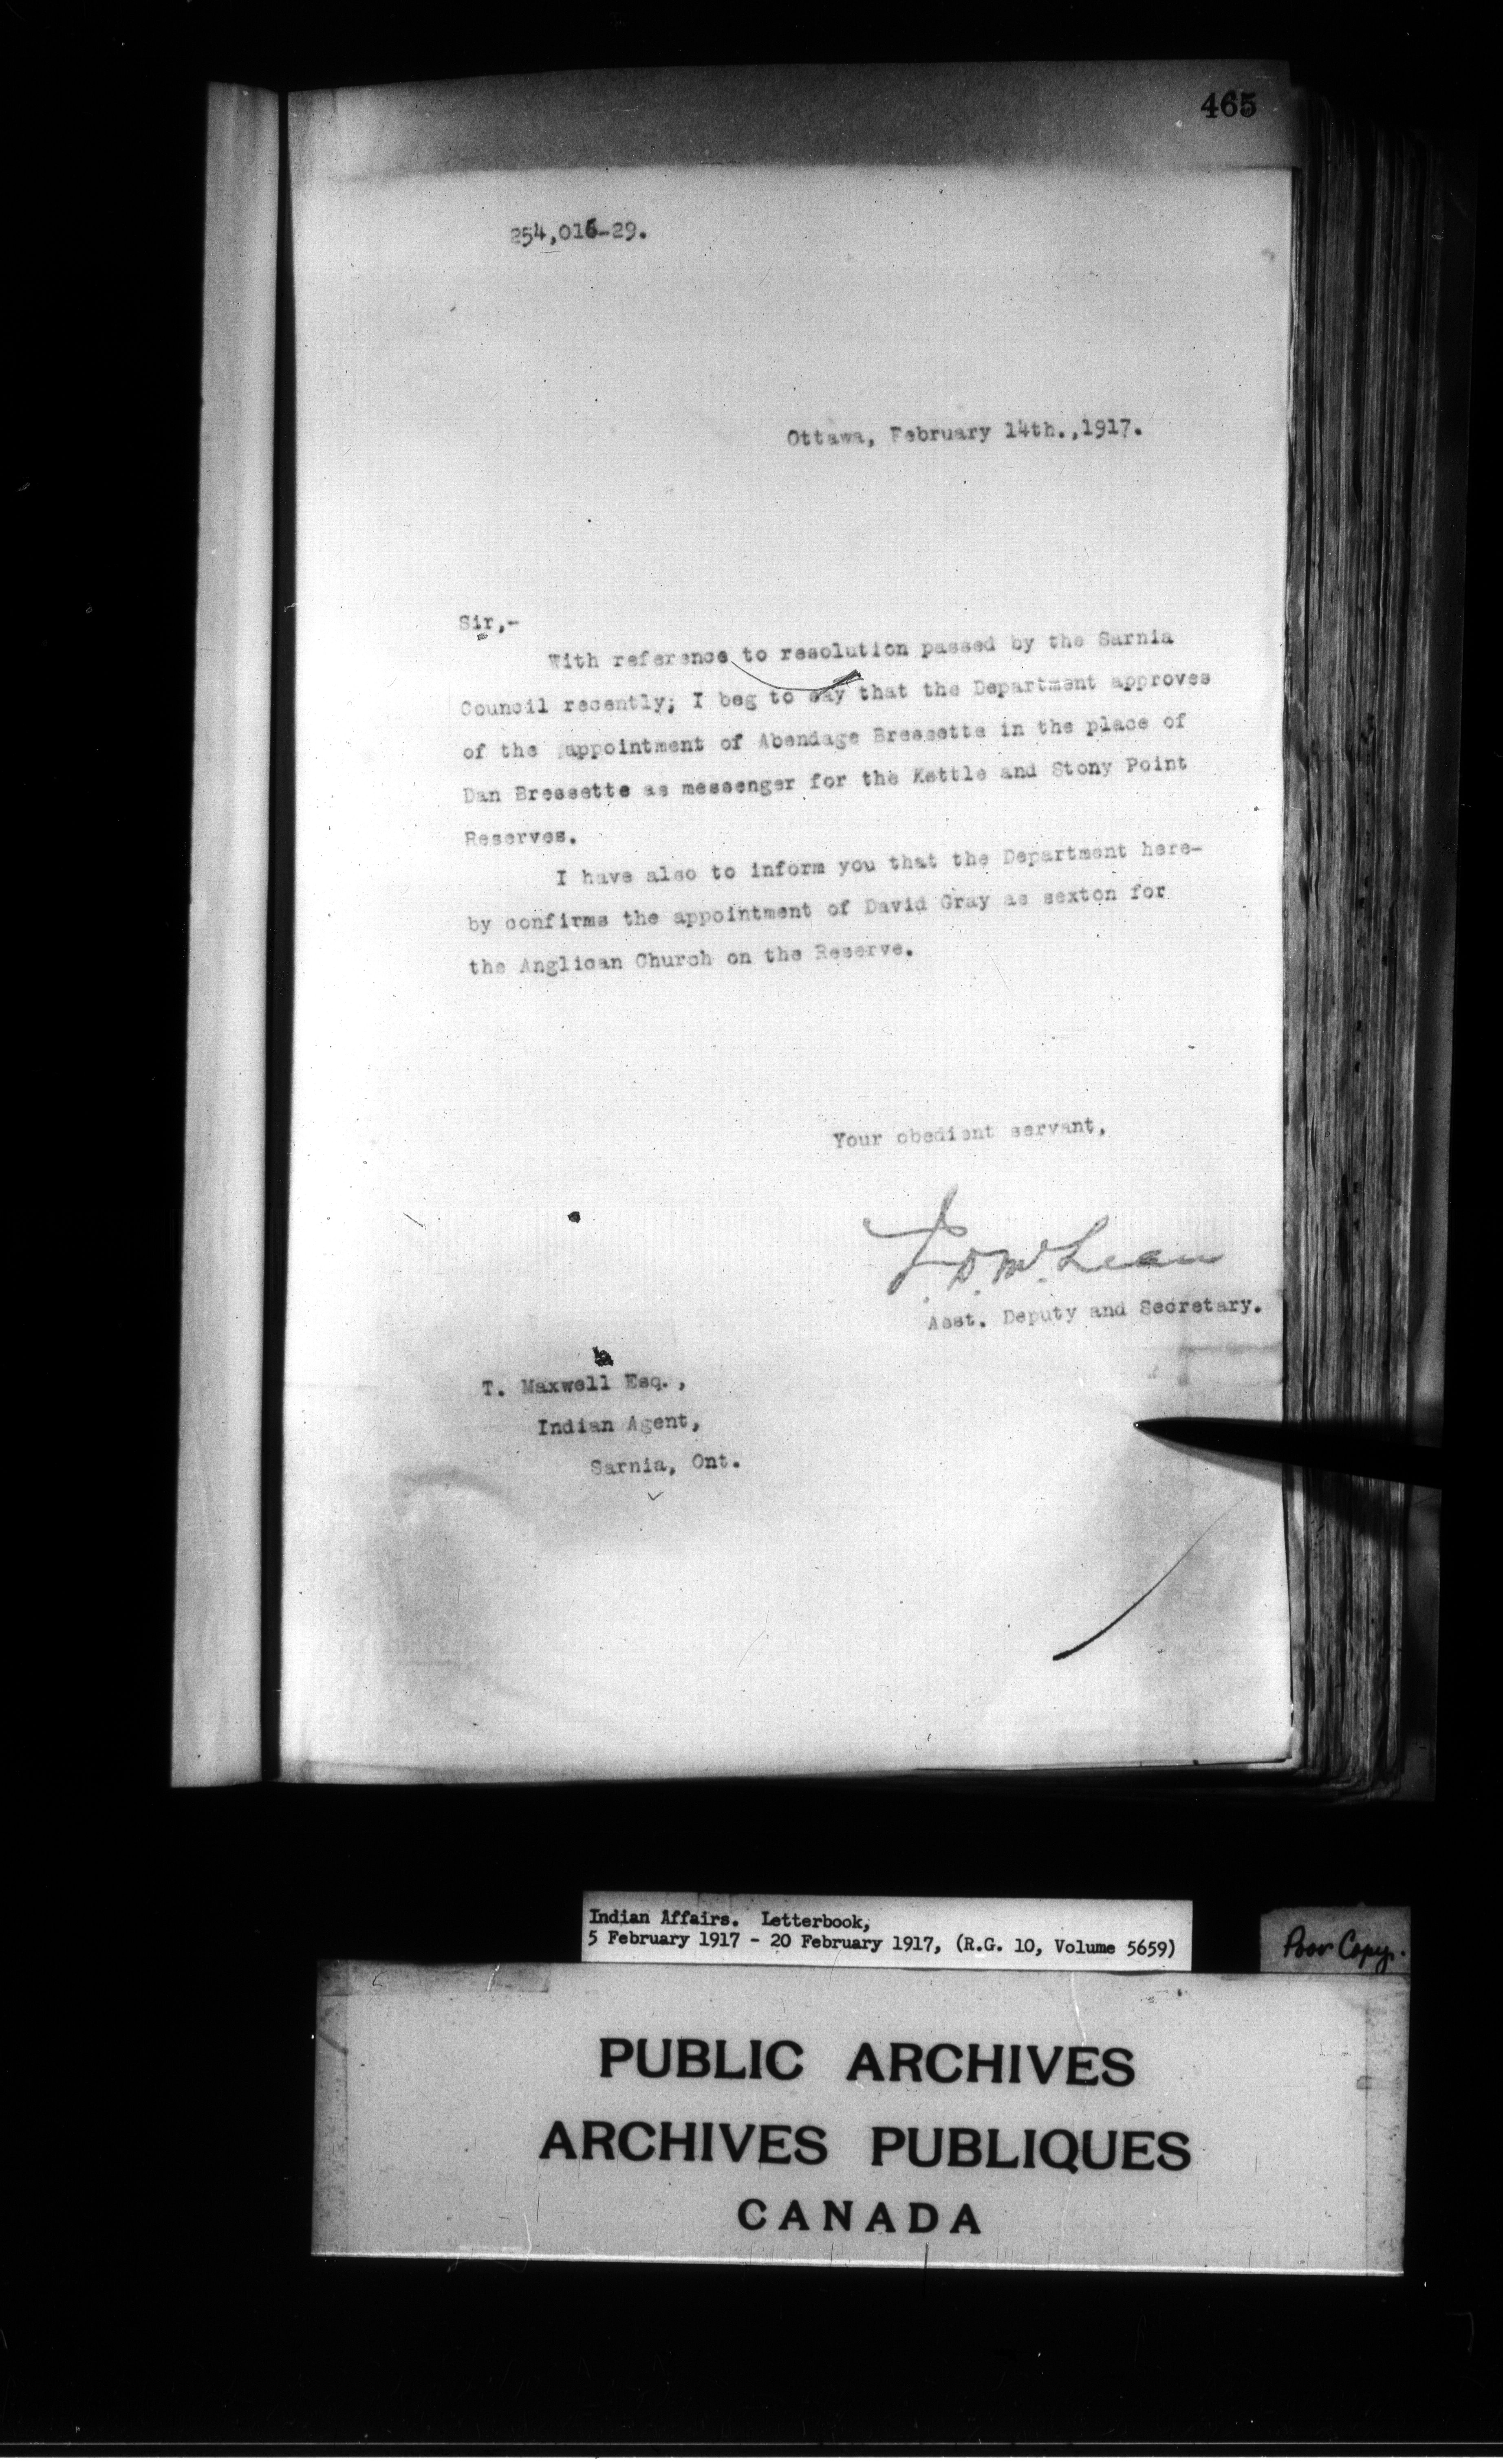 465
254,016-29.
Ottawa, February 14th.,1917.
Sir,-
With reference to resolution passed by the Sarnia
Council recently; I beg to say that the Department approves
of the appointment of Abendage Bressette in the place of
Dan Bressette as messenger for the Kettle and Stony Point
Reserves.
I have also to inform you that the Department here-
by confirms the appointment of David Gray as sexton for
the Anglican Church on the Reserve.
Your obedient servant,
J. D. McLean
Asst. Deputy and Secretary.
T. Maxwell Esq.,
Indian Agent,
Sarnia, Ont.
Indian Affairs. Letterbook,
5 February 1917 - 20 February 1917, (R.G. 10, Volume 5659)
Poor Copy.
PUBLIC ARCHIVES
ARCHIVES PUBLIQUES
CANADA